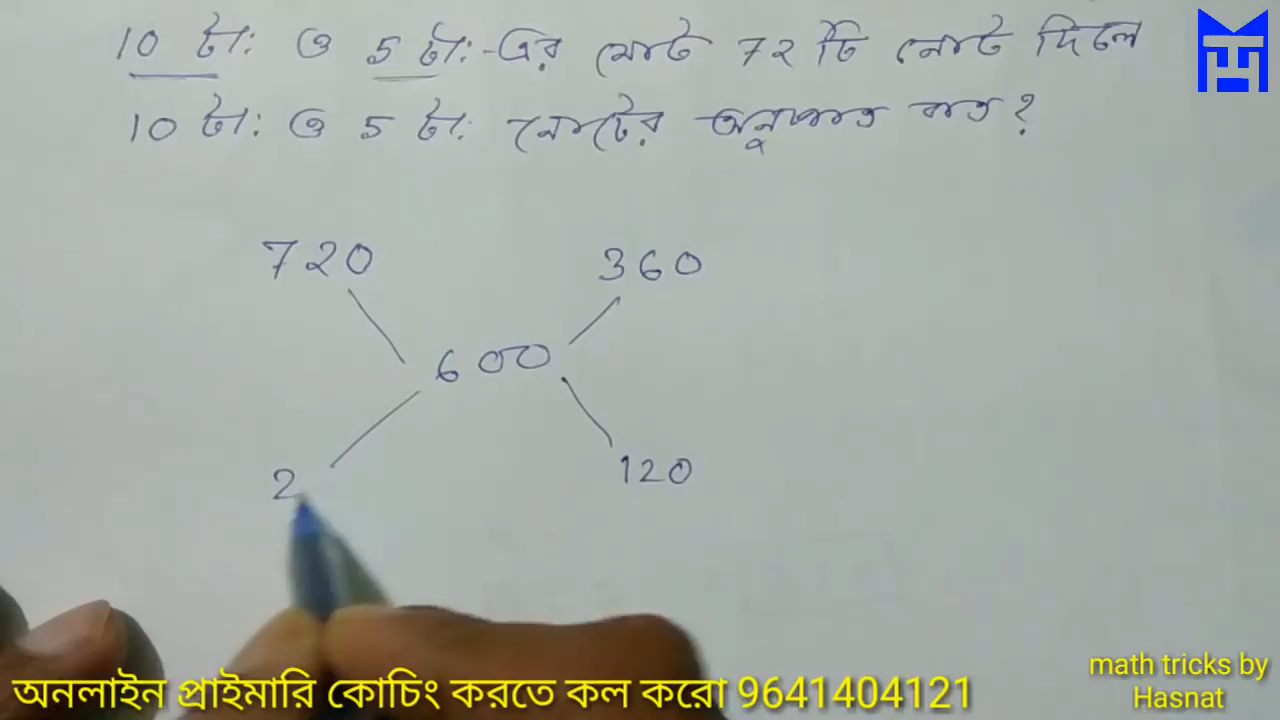 10 টা: ও 5 টা:-এর মোট 72 টি নোট দিলে
10 টা: ও 5 টা: নোটের অনুপাত কত?
720 360
600
2 120
অনলাইন প্রাইমারি কোচিং করতে কল করো 9641404121
math tricks by
Hasnat